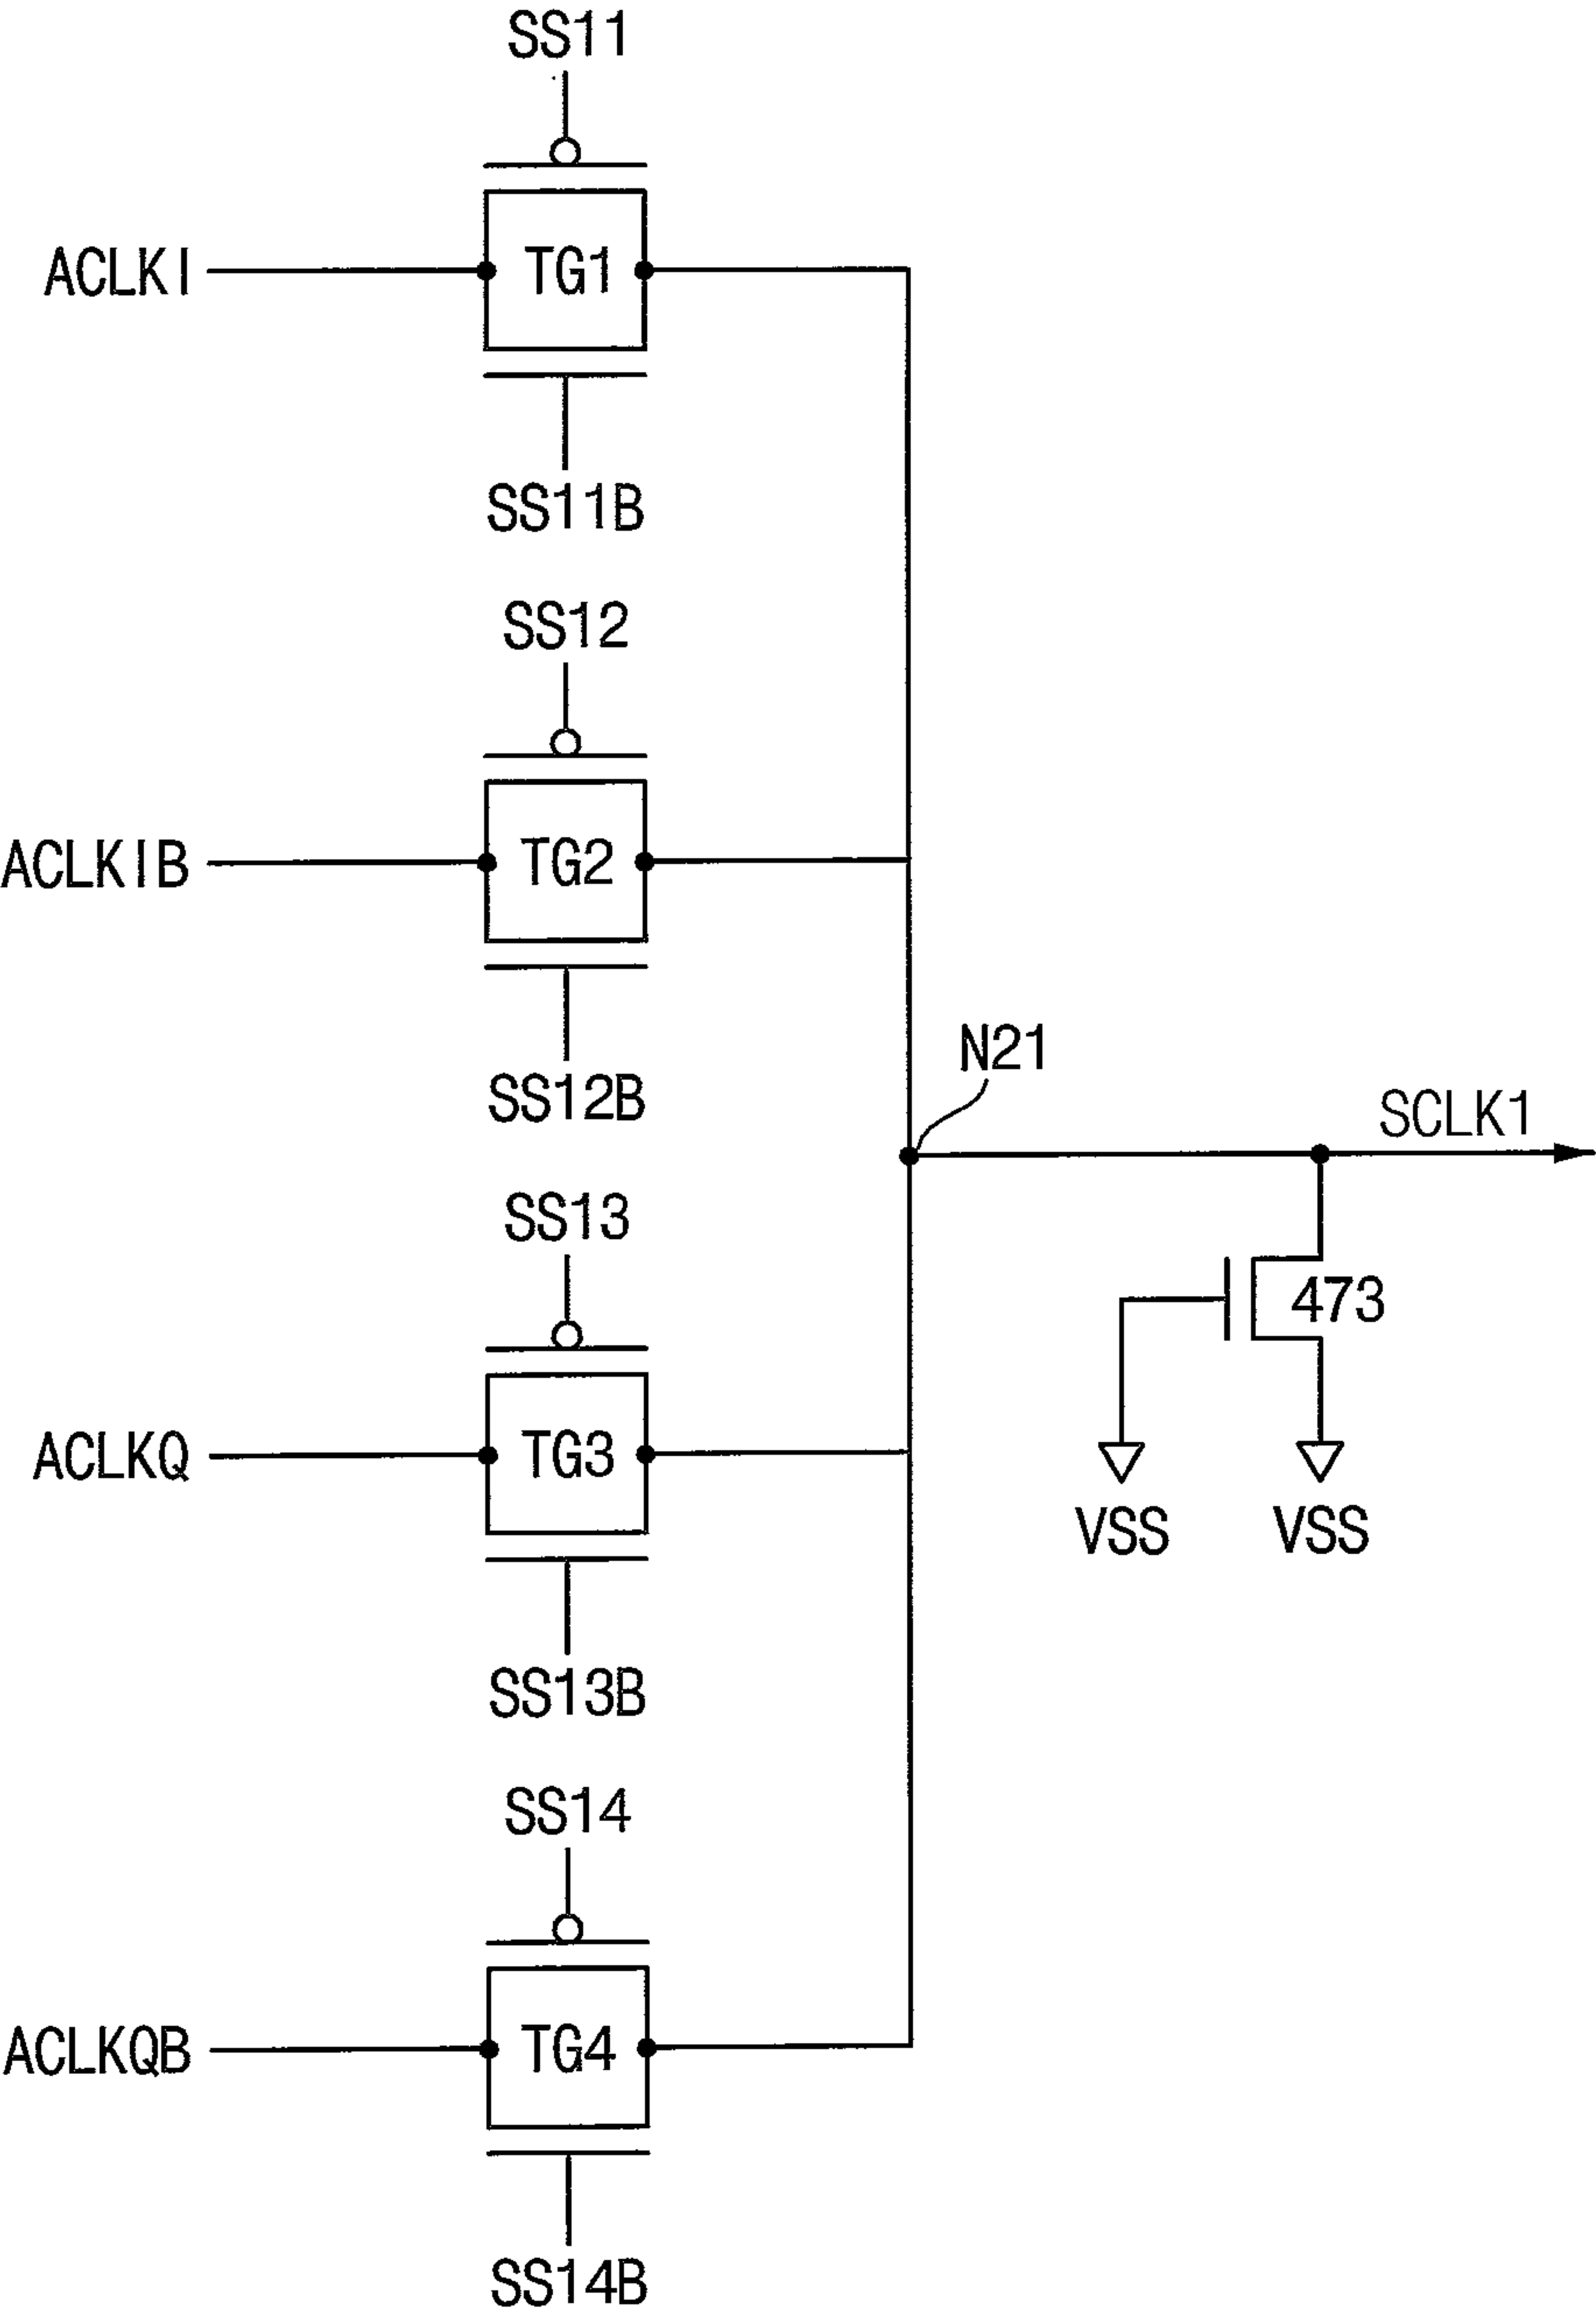 SS11
ACLKI
TG1
SS11B
SS12
ACLKIB
TG2
SS12B
N21
SCLK1
SS13
473
ACLKQ
TG3
VSS
VSS
SS13B
SS14
ACLKQB
TG4
SS14B